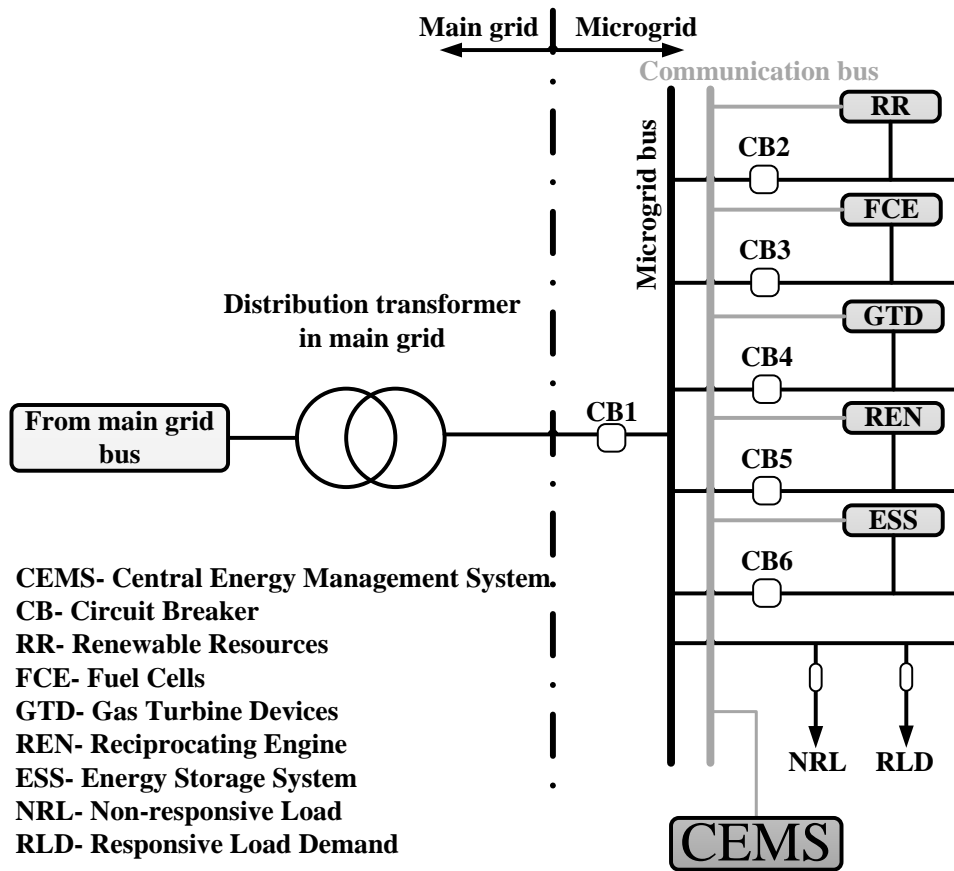 Main grid
Microgrid
Communication bus
RR
CB2
Microgrid bus
FCE
CB3
Distribution transformer
in main grid
GTD
CB4
From main grid
bus
CB1
REN
CB5
ESS
CB6
CEMS- Central Energy Management System
CB- Circuit Breaker
RR- Renewable Resources
FCE- Fuel Cells
GTD- Gas Turbine Devices
REN- Reciprocating Engine
ESS- Energy Storage System
NRL- Non-responsive Load
RLD- Responsive Load Demand
NRL
RLD
CEMS